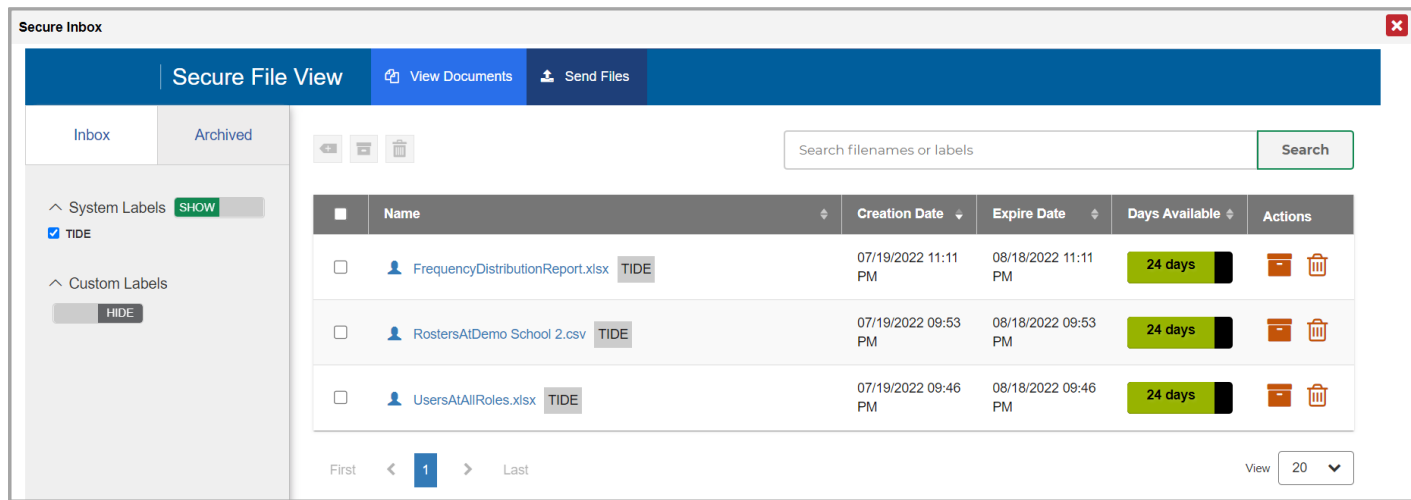 Secure Inbox
Secure File View
View Documents
Send Files
Inbox
Archived
Search filenames or labels
Search
System Labels SHOW
TIDE
Custom Labels
HIDE
Name Creation Date Expire Date Days Available Actions
FrequencyDistributionReport.xlsx TIDE 07/19/2022 11:11 08/18/2022 11:11 24 days
PM PM
RostersAtDemo School 2.csv TIDE 07/19/2022 09:53 08/18/2022 09:53 24 days
PM PM
UsersAtAllRoles.xlsx TIDE 07/19/2022 09:46 08/18/2022 09:46 24 days
PM PM
First 1 Last
View 20